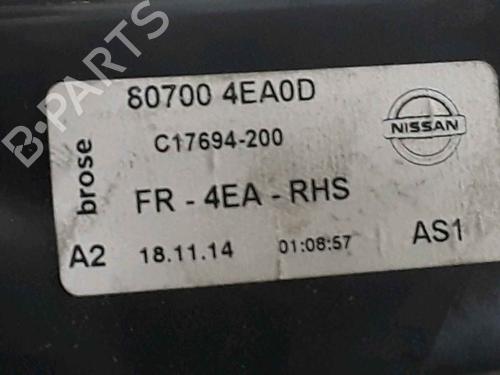 B-PARTS
80700 4EA0D
C17694-200
NISSAN
brose
FR - 4EA - RHS
A2
18.11.14
01:08:57
AS1